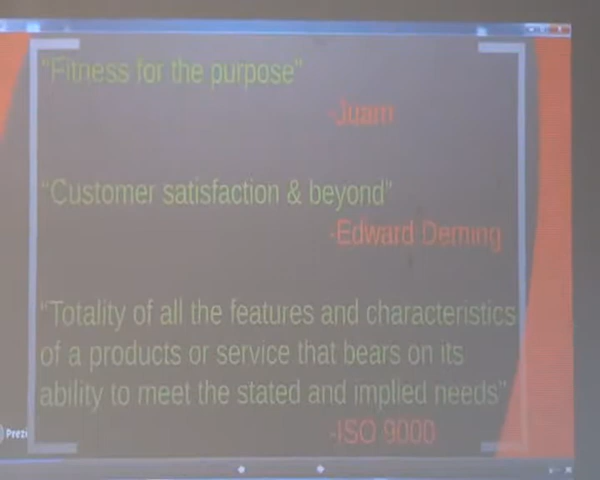 "Fitness for the purpose"
-Juam
"Customer satisfaction & beyond"
-Edward Deming
"Totality of all the features and characteristics
of a products or service that bears on its
ability to meet the stated and implied needs"
-ISO 9000
Prezi